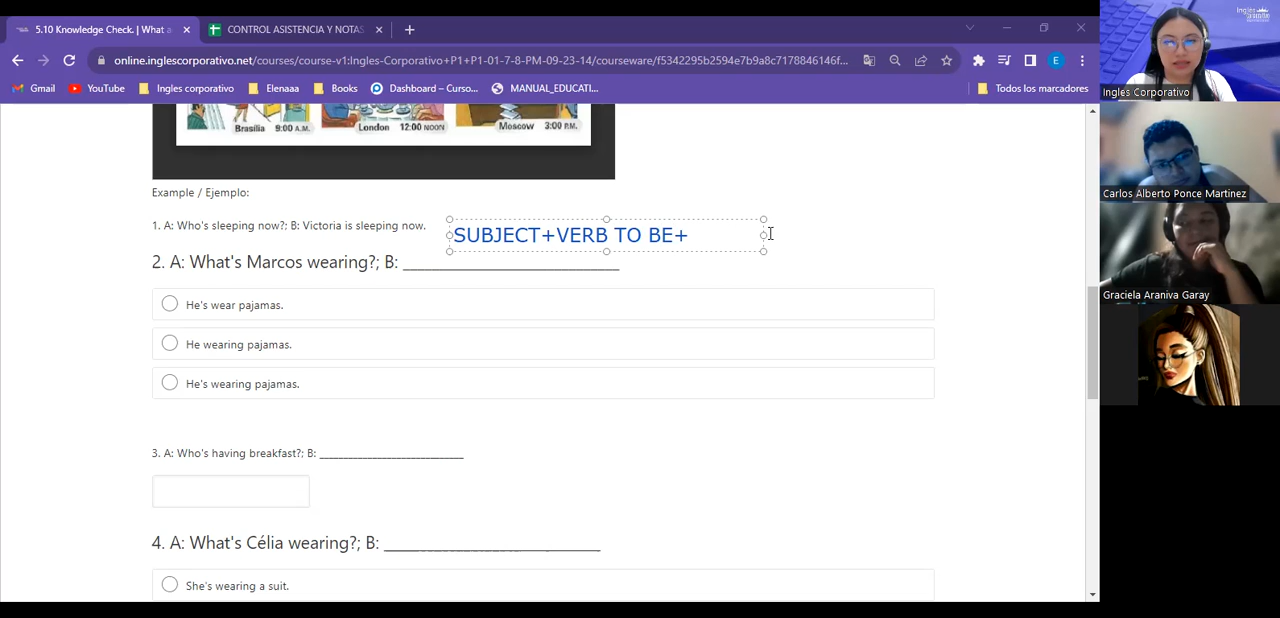 5.10 Knowledge Check. | What a
CONTROL ASISTENCIA Y NOTAS
online.inglescorporativo.net/courses/course-v1:Ingles-Corporativo+P1+P1-01-7-8-PM-09-23-14/courseware/f5342295b2594e7b9a8c7178846146f...
Gmail
YouTube
Ingles corporativo
Elenaaa
Books
Dashboard – Curso...
MANUAL_EDUCATI...
Todos los marcadores
E
Brasília 9:00 A.M.
London 12:00 NOON
Moscow 3:00 P.M.
Example / Ejemplo:
1. A: Who's sleeping now?; B: Victoria is sleeping now.
SUBJECT+VERB TO BE+
2. A: What's Marcos wearing?; B: ____________________________
He's wear pajamas.
He wearing pajamas.
He's wearing pajamas.
3. A: Who's having breakfast?; B: ____________________________
4. A: What's Célia wearing?; B: ____________________________
She's wearing a suit.
Ingles Corporativo
Carlos Alberto Ponce Martinez
Graciela Araniva Garay